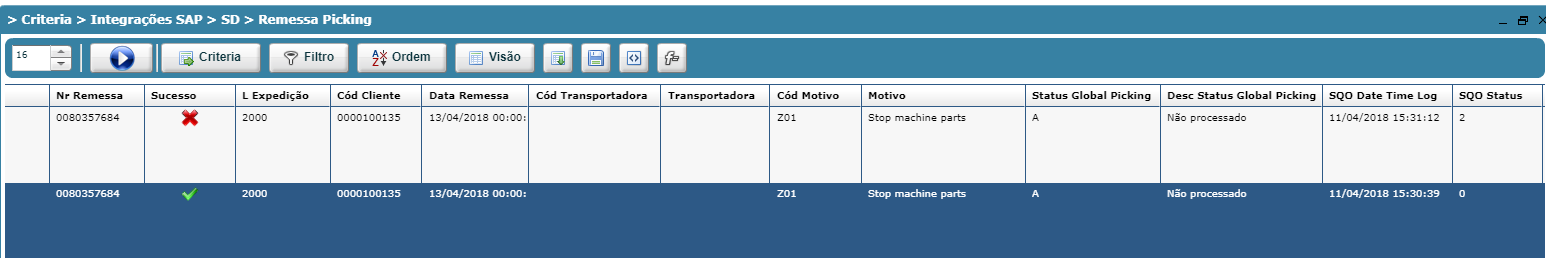 > Criteria > Integrações SAP > SD > Remessa Picking
16 Criteria Filtro Ordem Visão
Nr Remessa Sucesso L Expedição Cód Cliente Data Remessa Cód Transportadora Transportadora Cód Motivo Motivo Status Global Picking Desc Status Global Picking SQO Date Time Log SQO Status
0080357684 2000 0000100135 13/04/2018 00:00: Z01 Stop machine parts A Não processado 11/04/2018 15:31:12 2
0080357684 2000 0000100135 13/04/2018 00:00: Z01 Stop machine parts A Não processado 11/04/2018 15:30:39 0